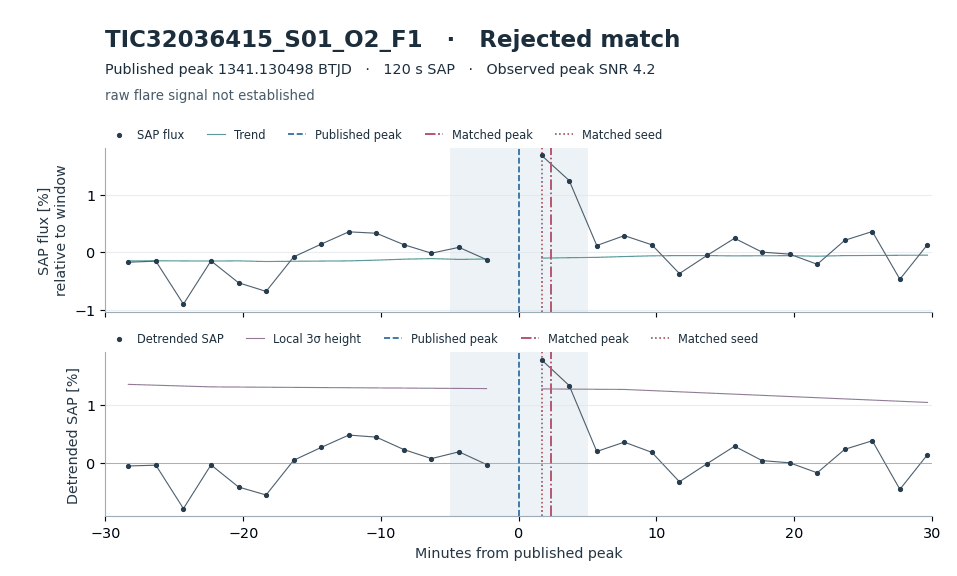 TIC32036415_S01_O2_F1 · Rejected match
Published peak 1341.130498 BTJD · 120 s SAP · Observed peak SNR 4.2
raw flare signal not established
SAP flux Trend Published peak Matched peak Matched seed
SAP flux [%]
relative to window
1
0
−1
Detrended SAP Local 3σ height Published peak Matched peak Matched seed
Detrended SAP [%]
1
0
−30 −20 −10 0 10 20 30
Minutes from published peak